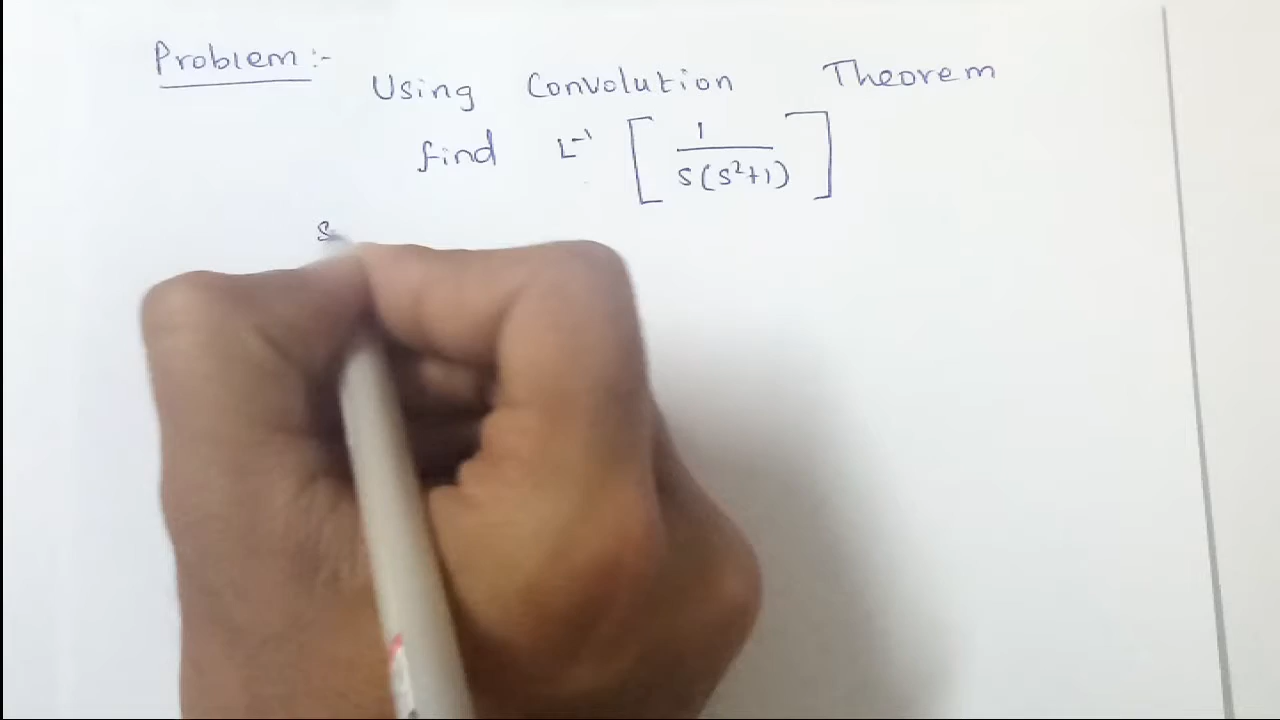 Problem :-
Using Convolution Theorem
find L⁻¹ [ 1 / s(s²+1) ]
S